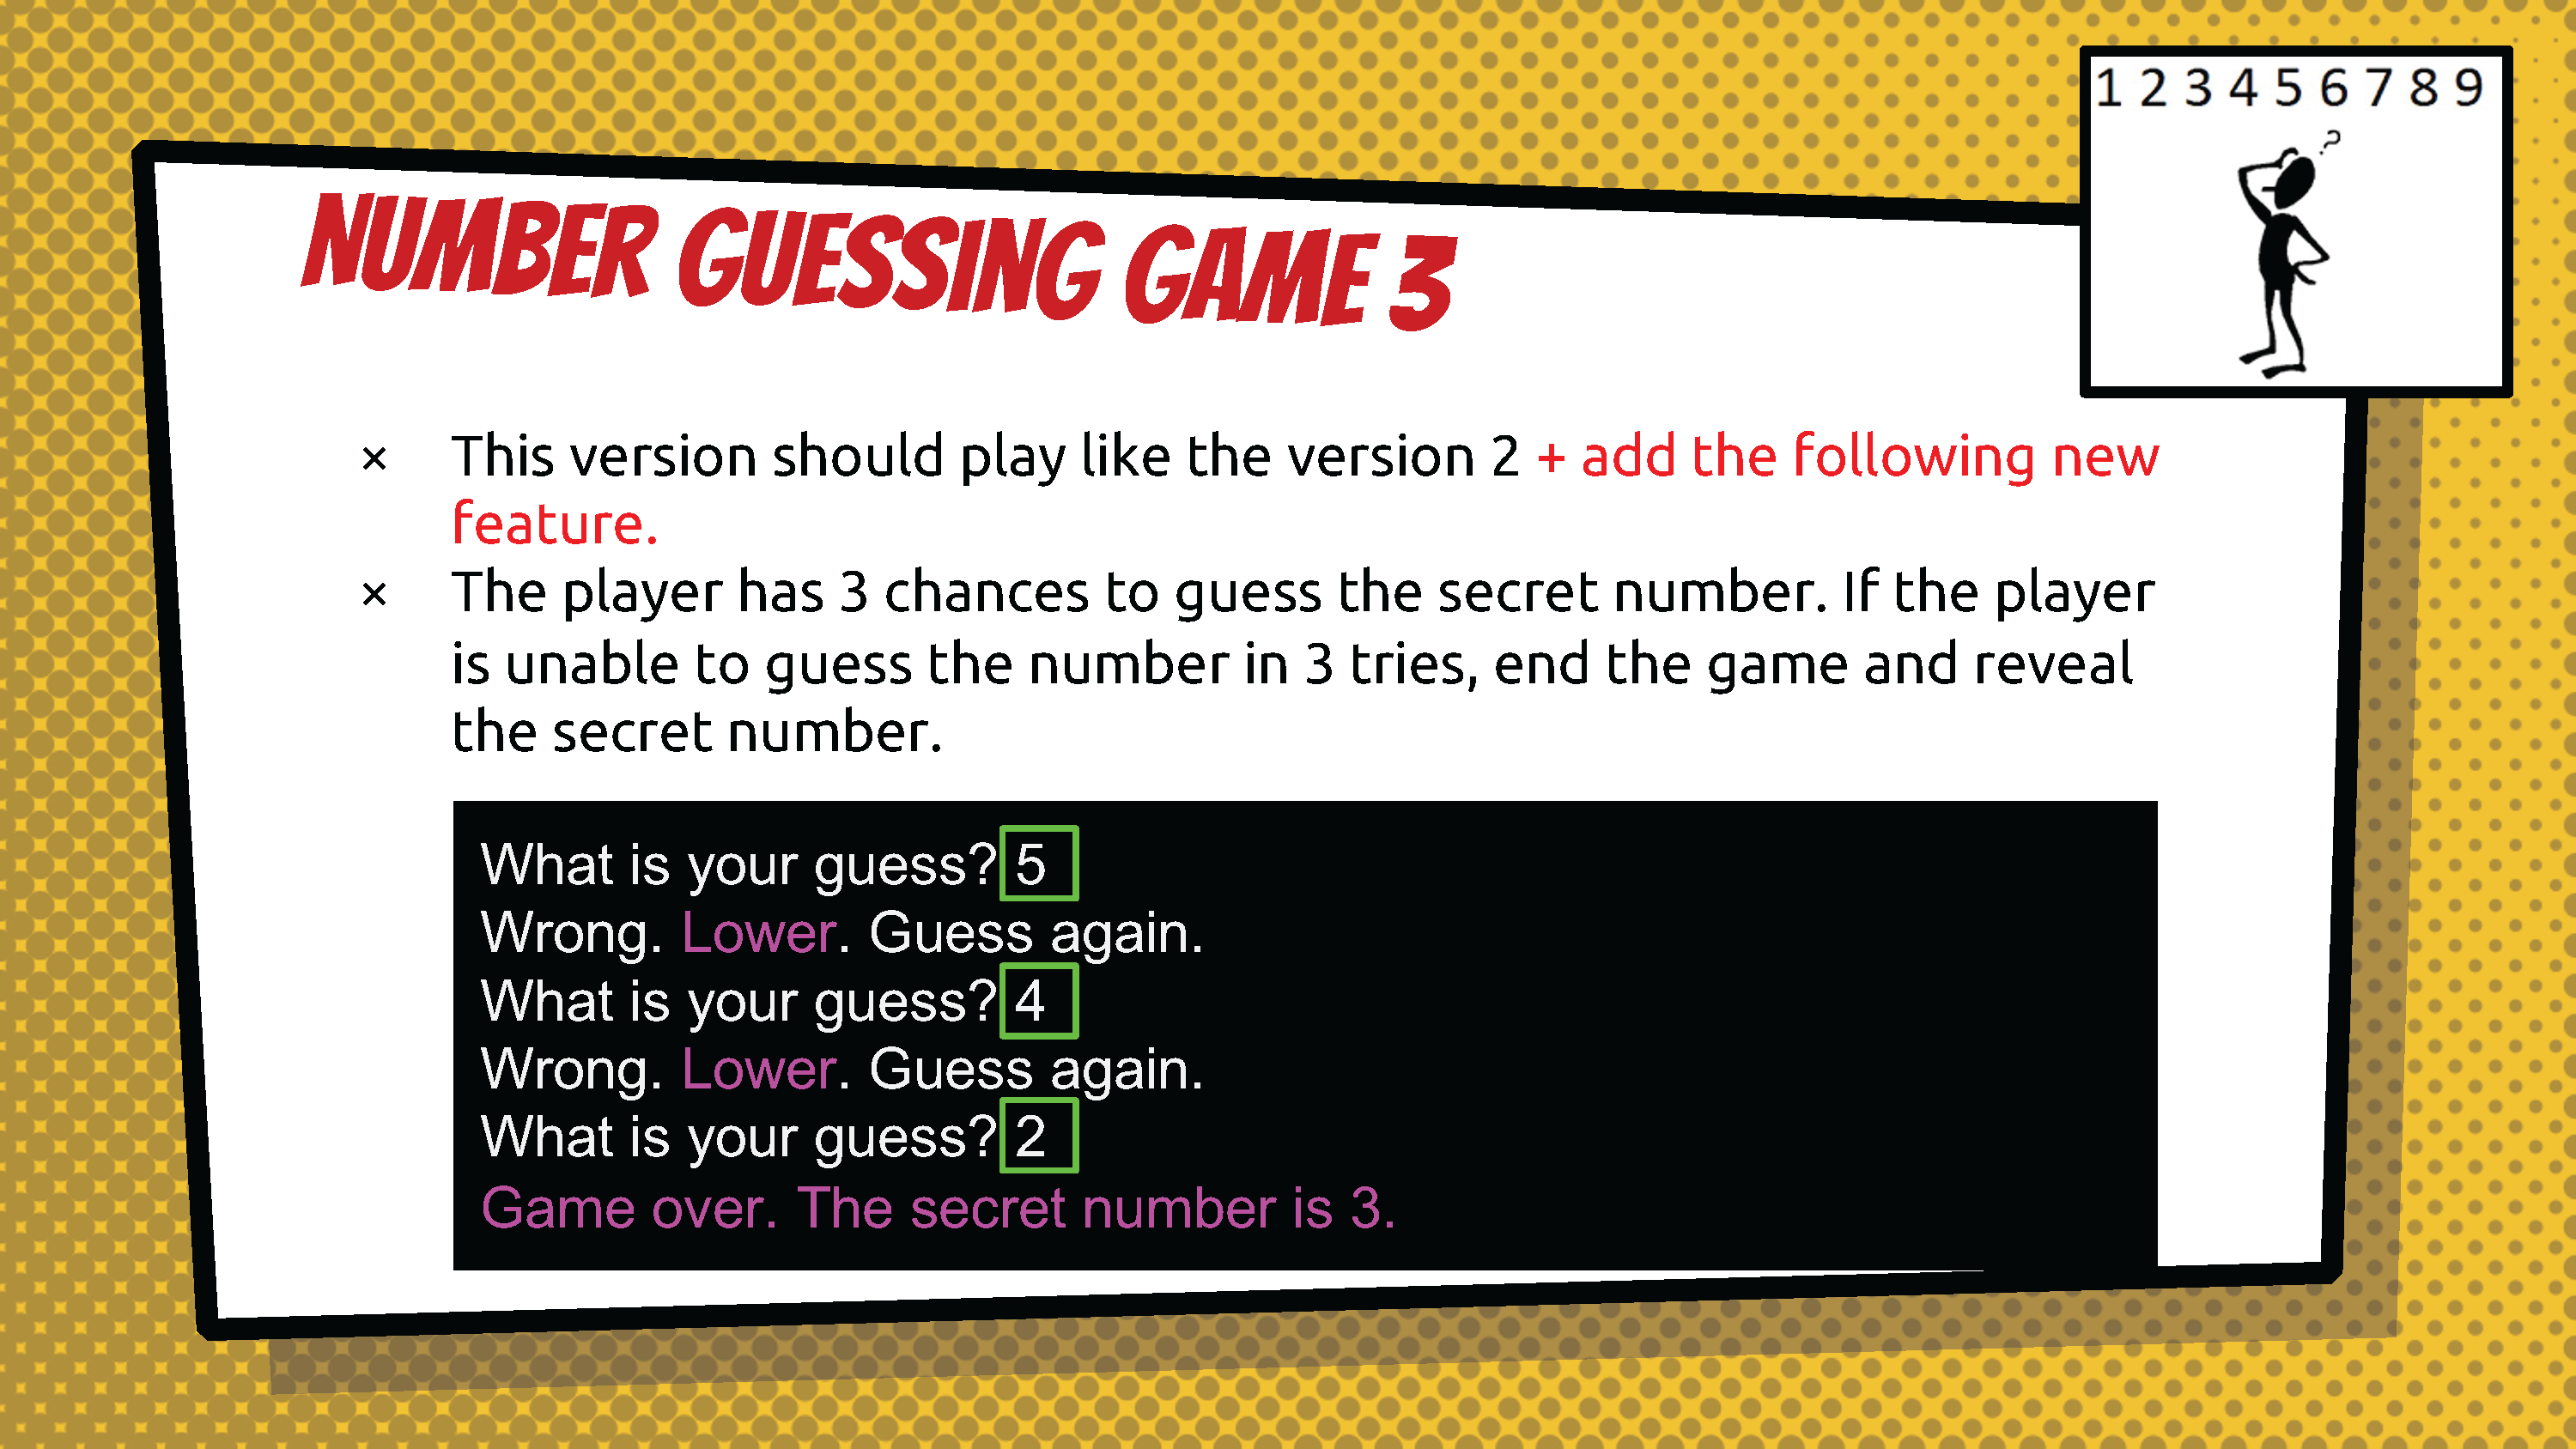 1 2 3 4 5 6 7 8 9
?
NUMBER GUESSING GAME 3
× This version should play like the version 2 + add the following new
feature.
× The player has 3 chances to guess the secret number. If the player
is unable to guess the number in 3 tries, end the game and reveal
the secret number.
What is your guess? 5
Wrong. Lower. Guess again.
What is your guess? 4
Wrong. Lower. Guess again.
What is your guess? 2
Game over. The secret number is 3.